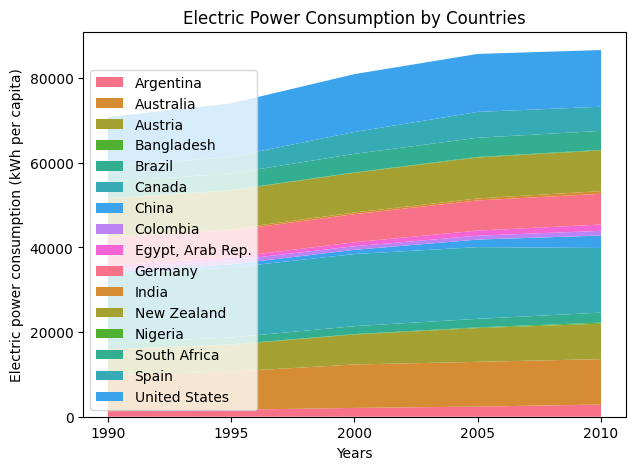 Electric Power Consumption by Countries
Electric power consumption (kWh per capita)
80000
60000
40000
20000
0
Argentina
Australia
Austria
Bangladesh
Brazil
Canada
China
Colombia
Egypt, Arab Rep.
Germany
India
New Zealand
Nigeria
South Africa
Spain
United States
1990 1995 2000 2005 2010
Years